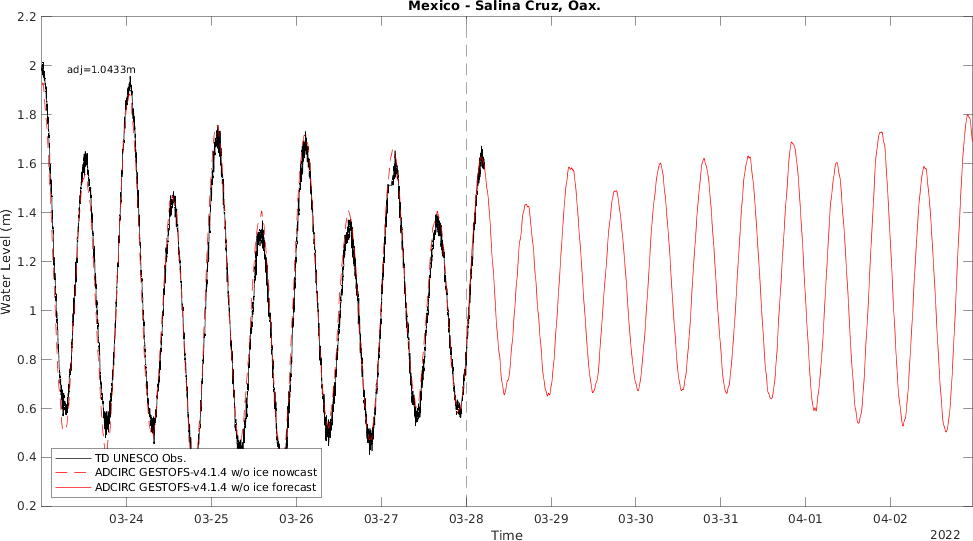 Mexico - Salina Cruz, Oax.
2.2
2
1.8
1.6
1.4
1.2
1
0.8
0.6
0.4
0.2
Water Level (m)
adj=1.0433m
TD UNESCO Obs.
ADCIRC GESTOFS-v4.1.4 w/o ice nowcast
ADCIRC GESTOFS-v4.1.4 w/o ice forecast
03-24 03-25 03-26 03-27 03-28 03-29 03-30 03-31 04-01 04-02
Time
2022